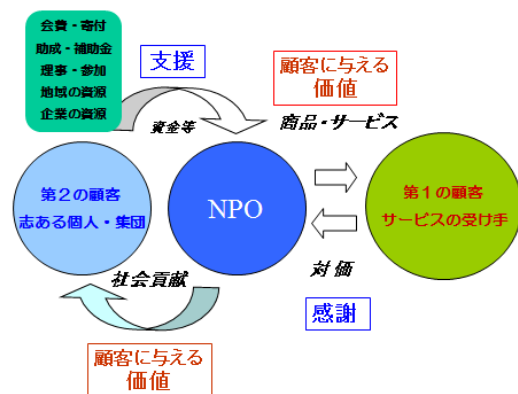 会費・寄付
助成・補助金
理事・参加
地域の資源
企業の資源
支援
資金等
顧客に与える
価値
商品・サービス
第２の顧客
志ある個人・集団
NPO
第１の顧客
サービスの受け手
対価
感謝
社会貢献
顧客に与える
価値